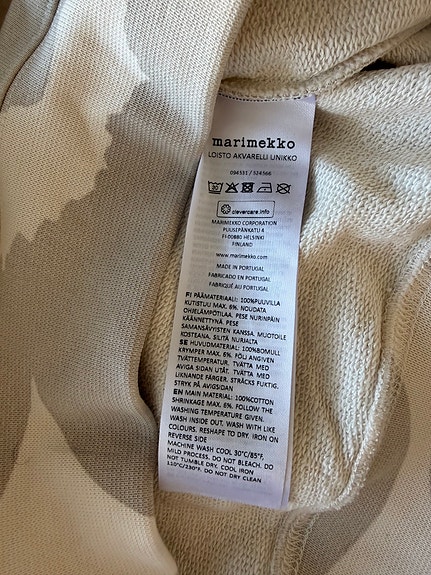 marimekko
LOISTO AKVARELLI UNIKKO
094331 / 524566
30
clevercare.info
MARIMEKKO CORPORATION
PUUSEPÄNKATU 4
FI-00880 HELSINKI
FINLAND
www.marimekko.com
MADE IN PORTUGAL
FABRICADO EN PORTUGAL
FABRIQUÉ AU PORTUGAL
FI PÄÄMATERIAALI: 100%PUUVILLA
KUTISTUU MAX. 6%. NOUDATA
OHJELÄMPÖTILAA. PESE NURINPÄIN
KÄÄNNETTYNÄ. PESE
SAMANSÄVYISTEN KANSSA. MUOTOILE
KOSTEANA. SILITÄ NURJALTA
SE HUVUDMATERIAL: 100%BOMULL
KRYMPER MAX. 6% FÖLJ ANGIVEN
TVÄTTEMPERATUR. TVÄTTA MED
AVIGA SIDAN UTÅT. TVÄTTA MED
LIKNANDE FÄRGER. STRÄCKS FUKTIG.
STRYK PÅ AVIGSIDAN
EN MAIN MATERIAL: 100%COTTON
SHRINKAGE MAX. 6%. FOLLOW THE
WASHING TEMPERATURE GIVEN.
WASH INSIDE OUT. WASH WITH LIKE
COLOURS. RESHAPE TO DRY. IRON ON
REVERSE SIDE
MACHINE WASH COOL 30°C/85°F,
MILD PROCESS. DO NOT BLEACH. DO
NOT TUMBLE DRY. COOL IRON
120°C/230°F. DO NOT DRY CLEAN